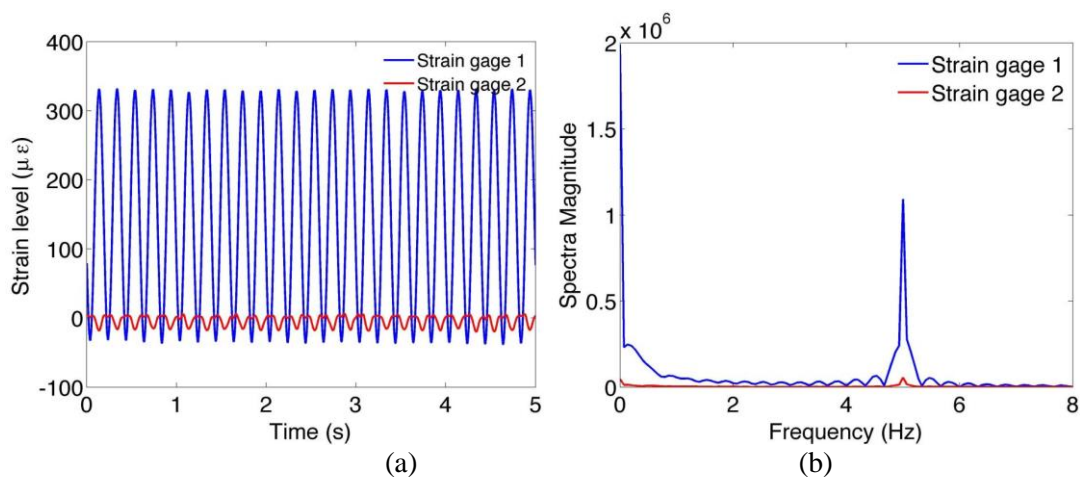 400
300
200
100
0
-100
Strain level (μ ε)
Strain gage 1
Strain gage 2
0 1 2 3 4 5
Time (s)
(a)
2 x 10^6
1.5
1
0.5
0
Spectra Magnitude
Strain gage 1
Strain gage 2
0 2 4 6 8
Frequency (Hz)
(b)